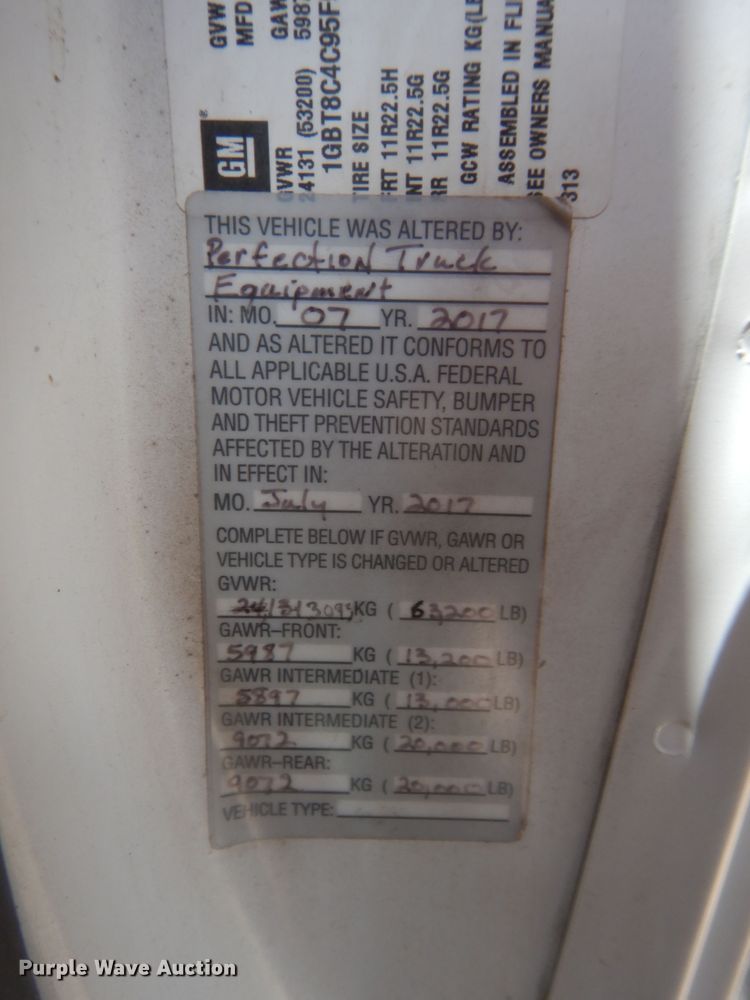 GVW
MFD
GAW
598
GM
®
GVWR
24131 (53200)
1GBT8C4C95F
TIRE SIZE
FRT 11R22.5H
INT 11R22.5G
RR 11R22.5G
GCW RATING KG(LB
ASSEMBLED IN FLI
SEE OWNERS MANUA
313
THIS VEHICLE WAS ALTERED BY:
Perfection Truck
Equipment
IN: MO. 07 YR. 2017
AND AS ALTERED IT CONFORMS TO
ALL APPLICABLE U.S.A. FEDERAL
MOTOR VEHICLE SAFETY, BUMPER
AND THEFT PREVENTION STANDARDS
AFFECTED BY THE ALTERATION AND
IN EFFECT IN:
MO. July YR. 2017
COMPLETE BELOW IF GVWR, GAWR OR
VEHICLE TYPE IS CHANGED OR ALTERED
GVWR:
KG ( 63,200 LB)
GAWR-FRONT:
5987 KG ( 13,200 LB)
GAWR INTERMEDIATE (1):
5897 KG ( 13,000 LB)
GAWR INTERMEDIATE (2):
9072 KG ( 20,000 LB)
GAWR-REAR:
9072 KG ( 20,000 LB)
VEHICLE TYPE:
Purple Wave Auction